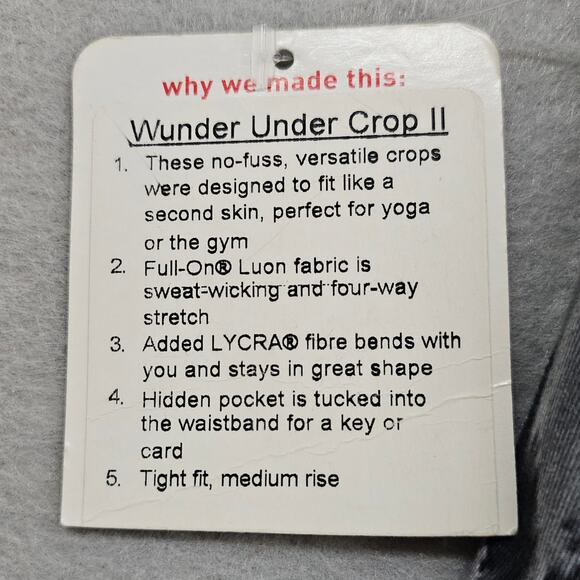 why we made this:
Wunder Under Crop II
1. These no-fuss, versatile crops
were designed to fit like a
second skin, perfect for yoga
or the gym
2. Full-On® Luon fabric is
sweat-wicking and four-way
stretch
3. Added LYCRA® fibre bends with
you and stays in great shape
4. Hidden pocket is tucked into
the waistband for a key or
card
5. Tight fit, medium rise